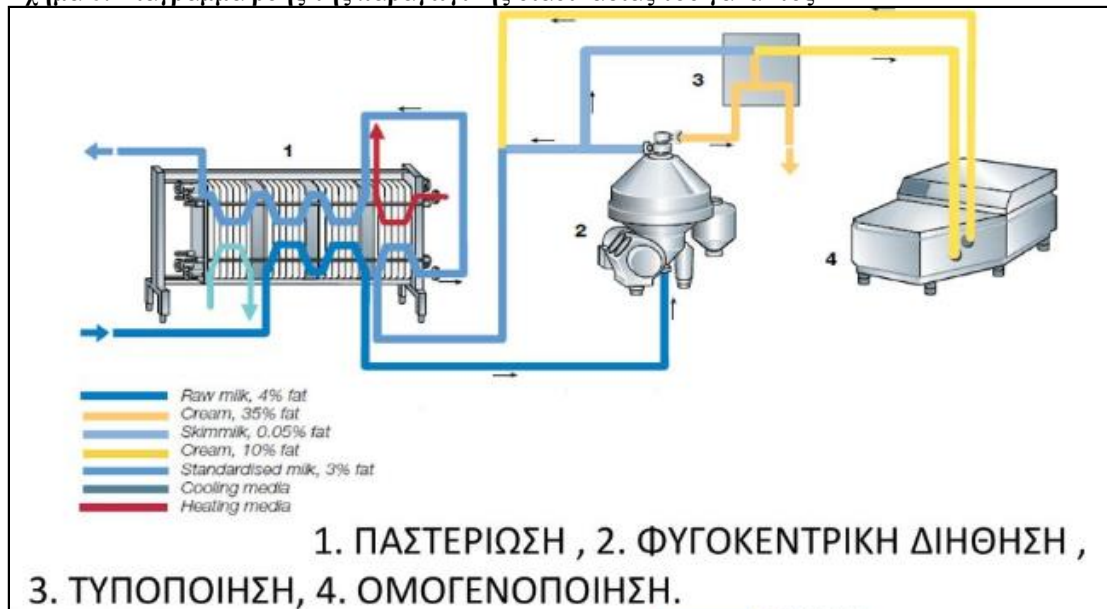 1
2
3
4
Raw milk, 4% fat
Cream, 35% fat
Skimmilk, 0.05% fat
Cream, 10% fat
Standardised milk, 3% fat
Cooling media
Heating media
1. ΠΑΣΤΕΡΙΩΣΗ , 2. ΦΥΓΟΚΕΝΤΡΙΚΗ ΔΙΗΘΗΣΗ ,
3. ΤΥΠΟΠΟΙΗΣΗ, 4. ΟΜΟΓΕΝΟΠΟΙΗΣΗ.